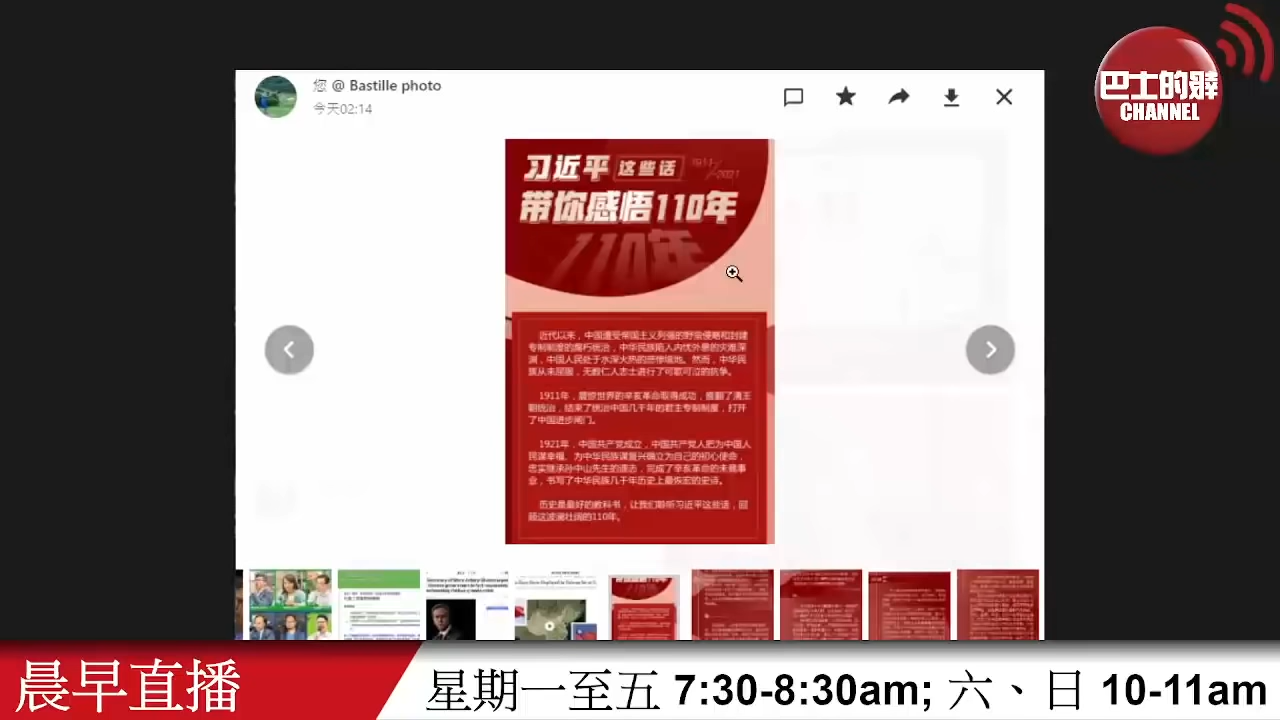 您 @ Bastille photo
今天02:14
巴士的報
CHANNEL
习近平 这些话 1911 2021
带你感悟110年
110年
近代以来，中国遭受帝国主义列强的野蛮侵略和封建
专制制度的腐朽统治，中华民族陷入内忧外患的灾难深
渊，中国人民处于水深火热的悲惨境地。然而，中华民
族从未屈服，无数仁人志士进行了可歌可泣的抗争。
1911年，震惊世界的辛亥革命取得成功，推翻了清王
朝统治，结束了统治中国几千年的君主专制制度，打开
了中国进步闸门。
1921年，中国共产党成立，中国共产党人把为中国人
民谋幸福、为中华民族谋复兴确立为自己的初心使命，
忠实继承孙中山先生的遗志，完成了辛亥革命的未竟事
业，书写了中华民族几千年历史上最恢宏的史诗。
历史是最好的教科书，让我们聆听习近平这些话，回
顾这波澜壮阔的110年。
晨早直播
星期一至五 7:30-8:30am; 六、日 10-11am